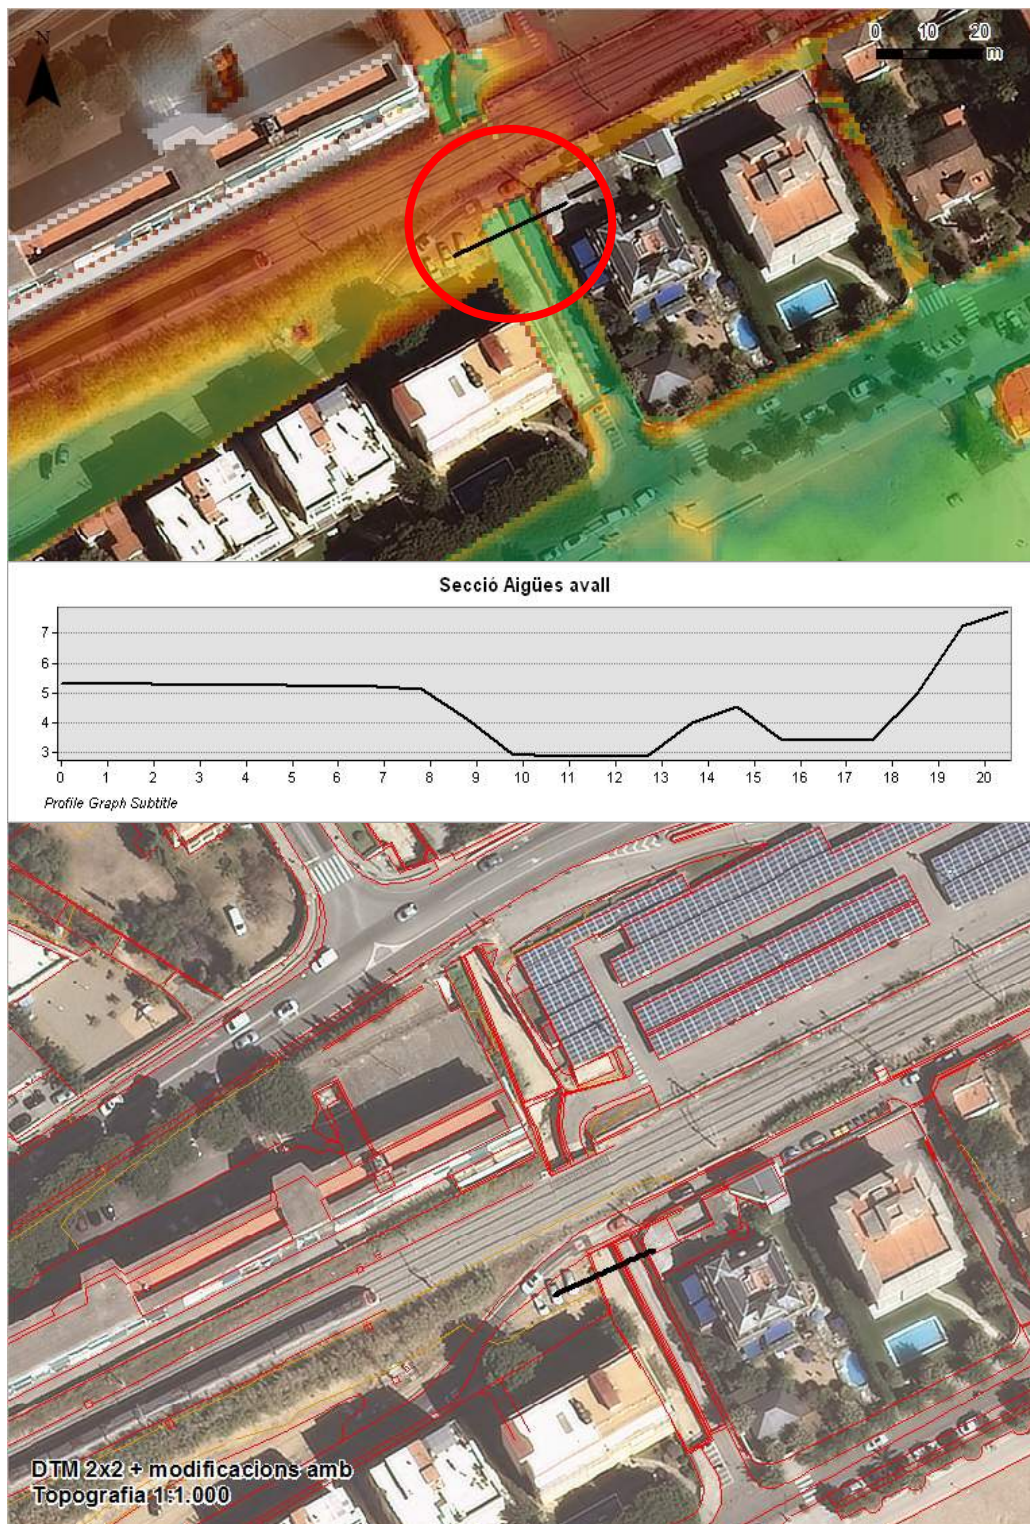 N
0 10 20
m
Secció Aigües avall
7
6
5
4
3
0 1 2 3 4 5 6 7 8 9 10 11 12 13 14 15 16 17 18 19 20
Profile Graph Subtitle
DTM 2x2 + modificacions amb
Topografia 1:1.000